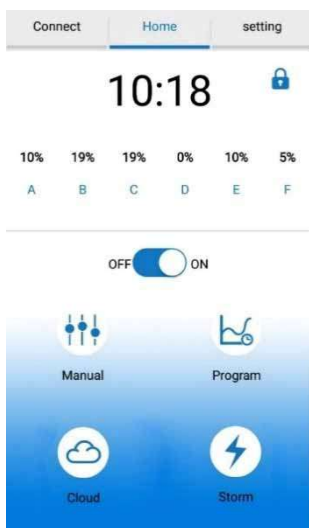 Connect Home setting
10:18
10% 19% 19% 0% 10% 5%
A B C D E F
OFF ON
Manual Program
Cloud Storm